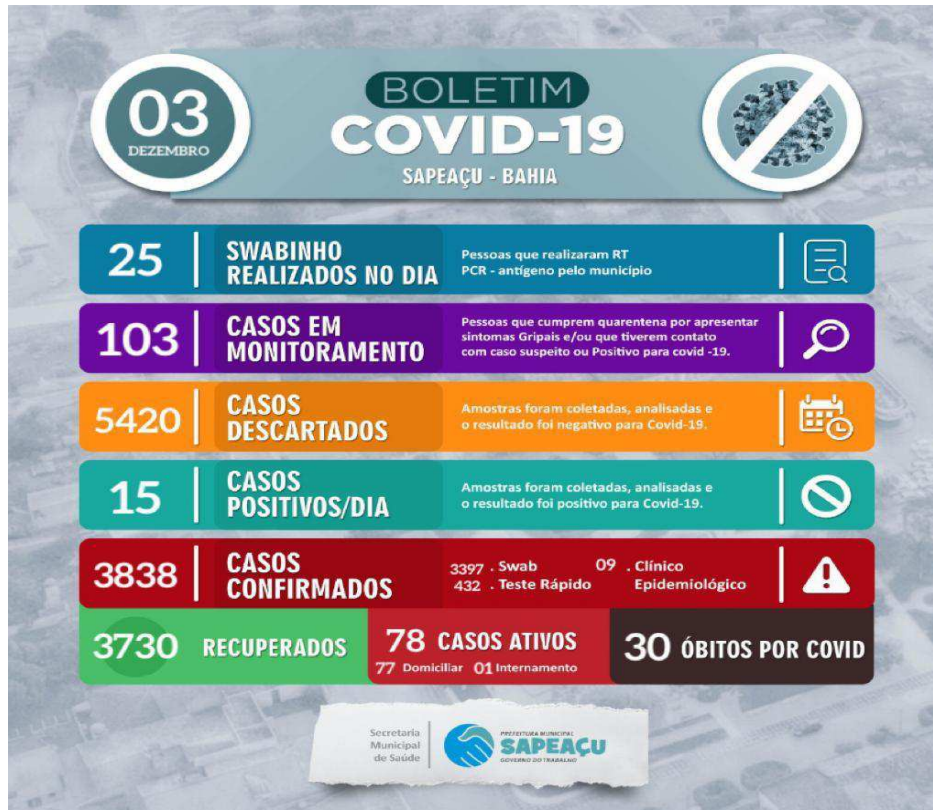 03
DEZEMBRO
BOLETIM
COVID-19
SAPEAÇU - BAHIA
25
SWABINHO
REALIZADOS NO DIA
Pessoas que realizaram RT
PCR - antígeno pelo município
103
CASOS EM
MONITORAMENTO
Pessoas que cumprem quarentena por apresentar
sintomas Gripais e/ou que tiverem contato
com caso suspeito ou Positivo para covid -19.
5420
CASOS
DESCARTADOS
Amostras foram coletadas, analisadas e
o resultado foi negativo para Covid-19.
15
CASOS
POSITIVOS/DIA
Amostras foram coletadas, analisadas e
o resultado foi positivo para Covid-19.
3838
CASOS
CONFIRMADOS
3397 . Swab
432 . Teste Rápido
09 . Clínico
Epidemiológico
3730 RECUPERADOS
78 CASOS ATIVOS
77 Domiciliar 01 Internamento
30 ÓBITOS POR COVID
Secretaria
Municipal
de Saúde
PREFEITURA MUNICIPAL
SAPEAÇU
GOVERNO DO TRABALHO